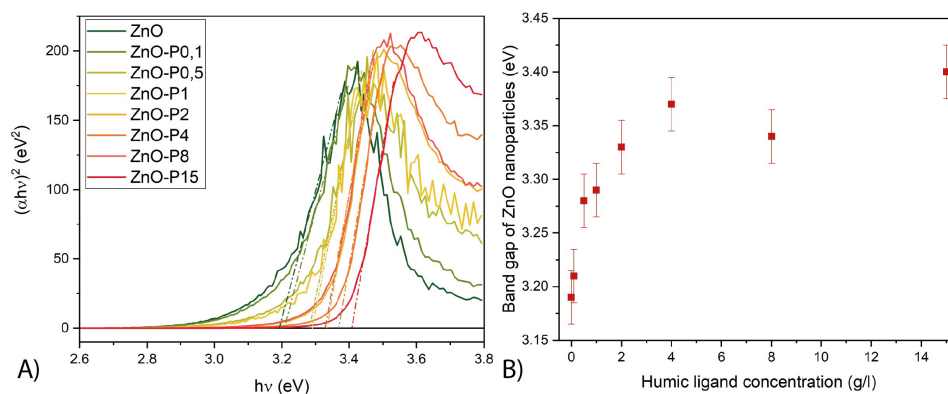 ZnO
ZnO-P0,1
ZnO-P0,5
ZnO-P1
ZnO-P2
ZnO-P4
ZnO-P8
ZnO-P15
200
150
100
50
0
(αhν)² (eV²)
2.6 2.8 3.0 3.2 3.4 3.6 3.8
hν (eV)
A)
3.45
3.40
3.35
3.30
3.25
3.20
3.15
Band gap of ZnO nanoparticles (eV)
0 2 4 6 8 10 12 14
Humic ligand concentration (g/l)
B)